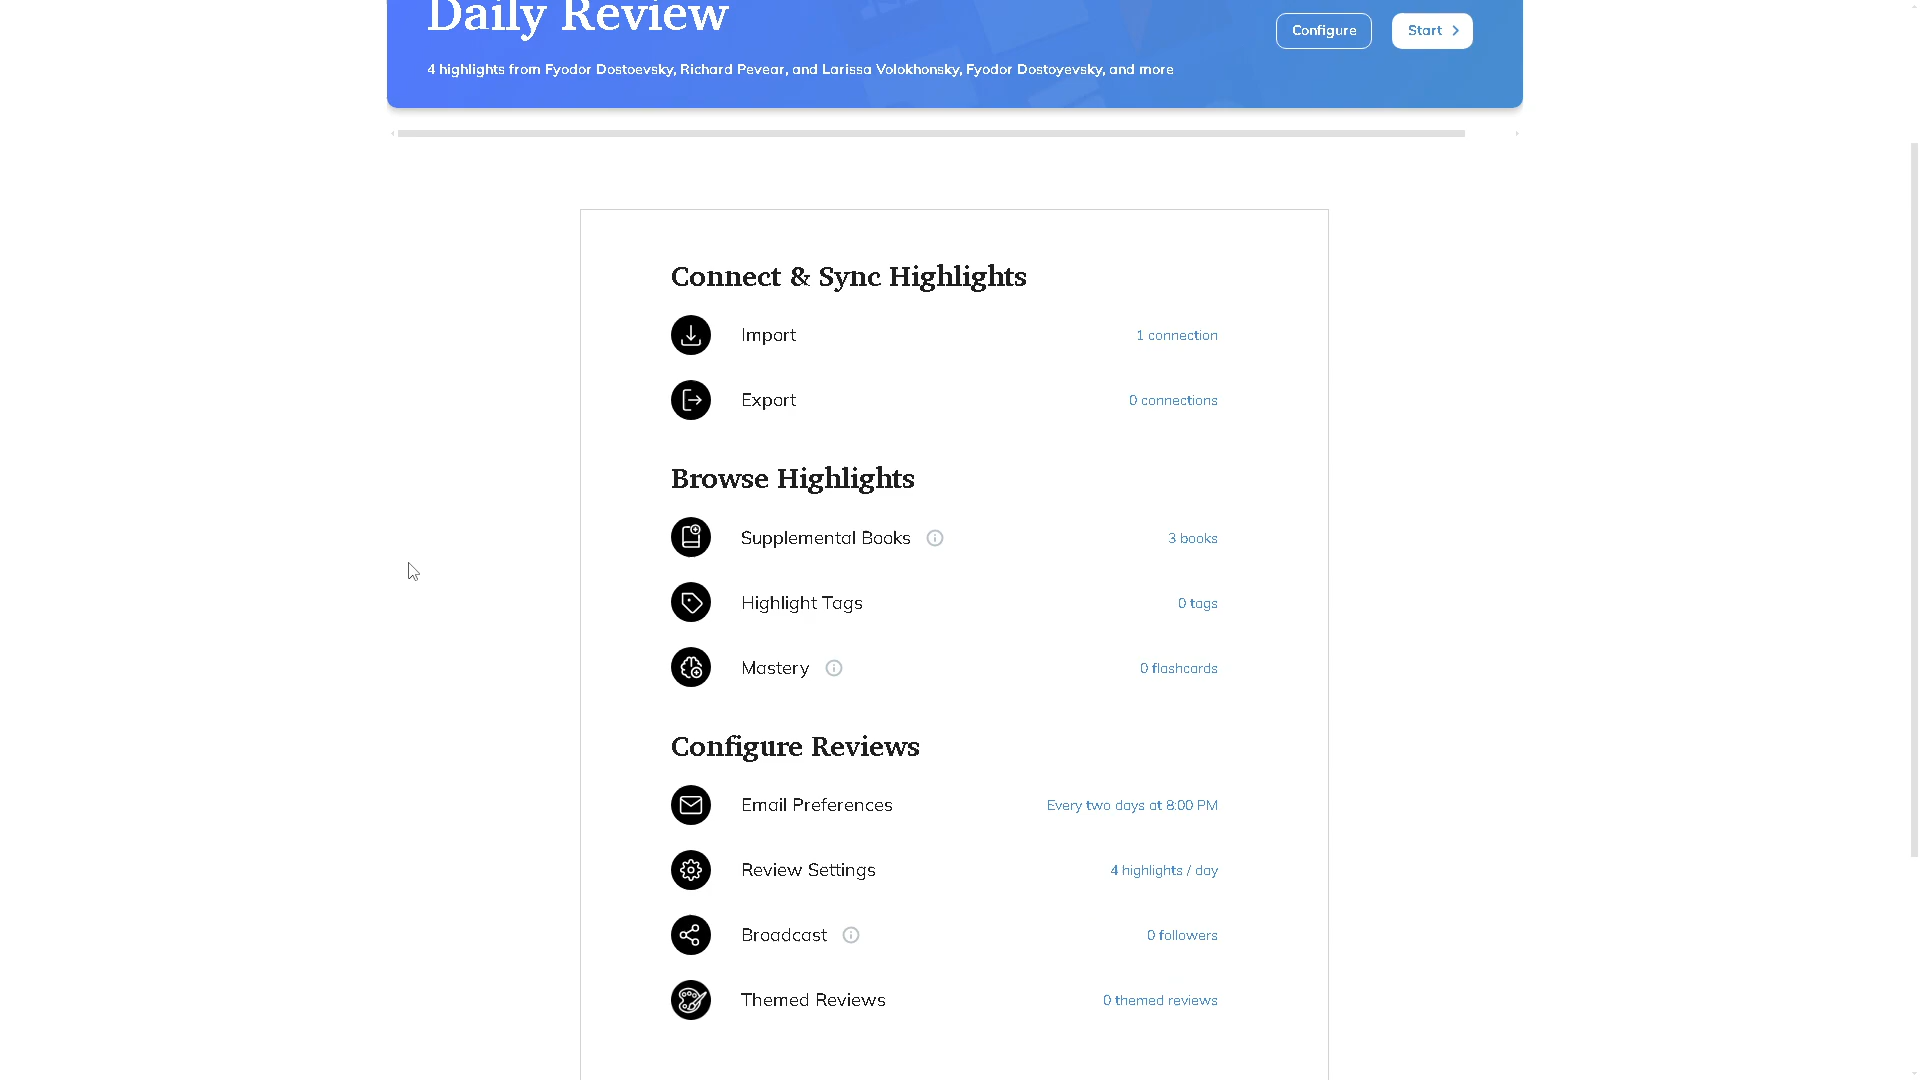 Daily Review
Configure
Start
4 highlights from Fyodor Dostoevsky, Richard Pevear, and Larissa Volokhonsky, Fyodor Dostoyevsky, and more
Connect & Sync Highlights
Import
1 connection
Export
0 connections
Browse Highlights
Supplemental Books
3 books
Highlight Tags
0 tags
Mastery
0 flashcards
Configure Reviews
Email Preferences
Every two days at 8:00 PM
Review Settings
4 highlights / day
Broadcast
0 followers
Themed Reviews
0 themed reviews